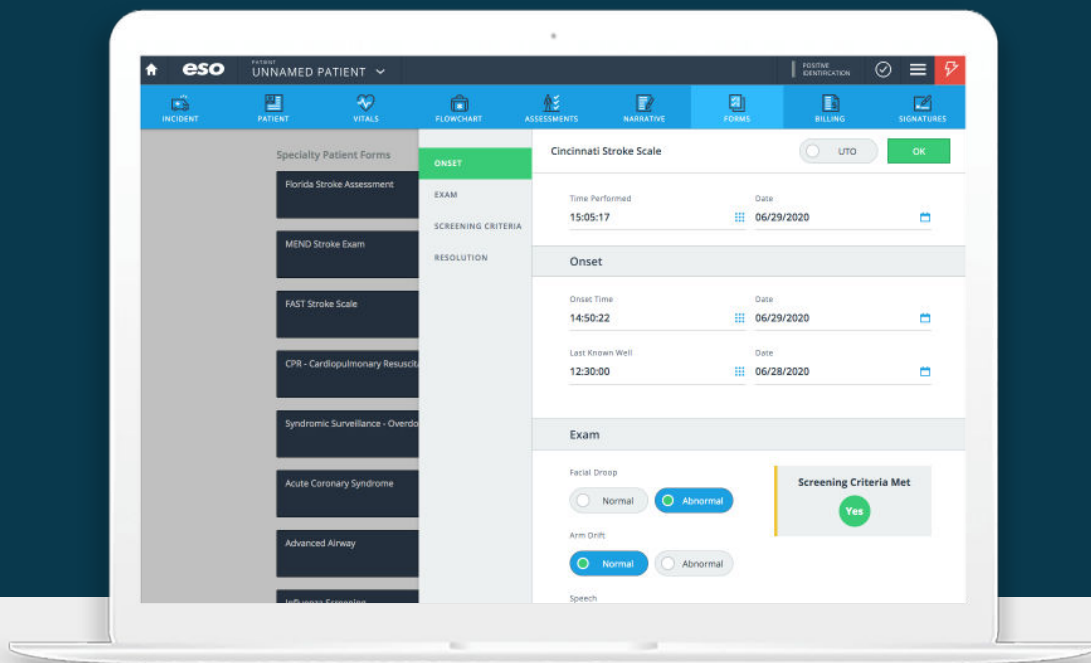 eso
PATIENT
UNNAMED PATIENT
POSITIVE
IDENTIFICATION
INCIDENT
PATIENT
VITALS
FLOWCHART
ASSESSMENTS
NARRATIVE
FORMS
BILLING
SIGNATURES
Specialty Patient Forms
Florida Stroke Assessment
MEND Stroke Exam
FAST Stroke Scale
CPR - Cardiopulmonary Resuscit
Syndromic Surveillance - Overdo
Acute Coronary Syndrome
Advanced Airway
Influenza Screening
ONSET
EXAM
SCREENING CRITERIA
RESOLUTION
Cincinnati Stroke Scale
UTO
OK
Time Performed
Date
15:05:17
06/29/2020
Onset
Onset Time
Date
14:50:22
06/29/2020
Last Known Well
Date
12:30:00
06/28/2020
Exam
Facial Droop
Normal
Abnormal
Screening Criteria Met
Yes
Arm Drift
Normal
Abnormal
Speech